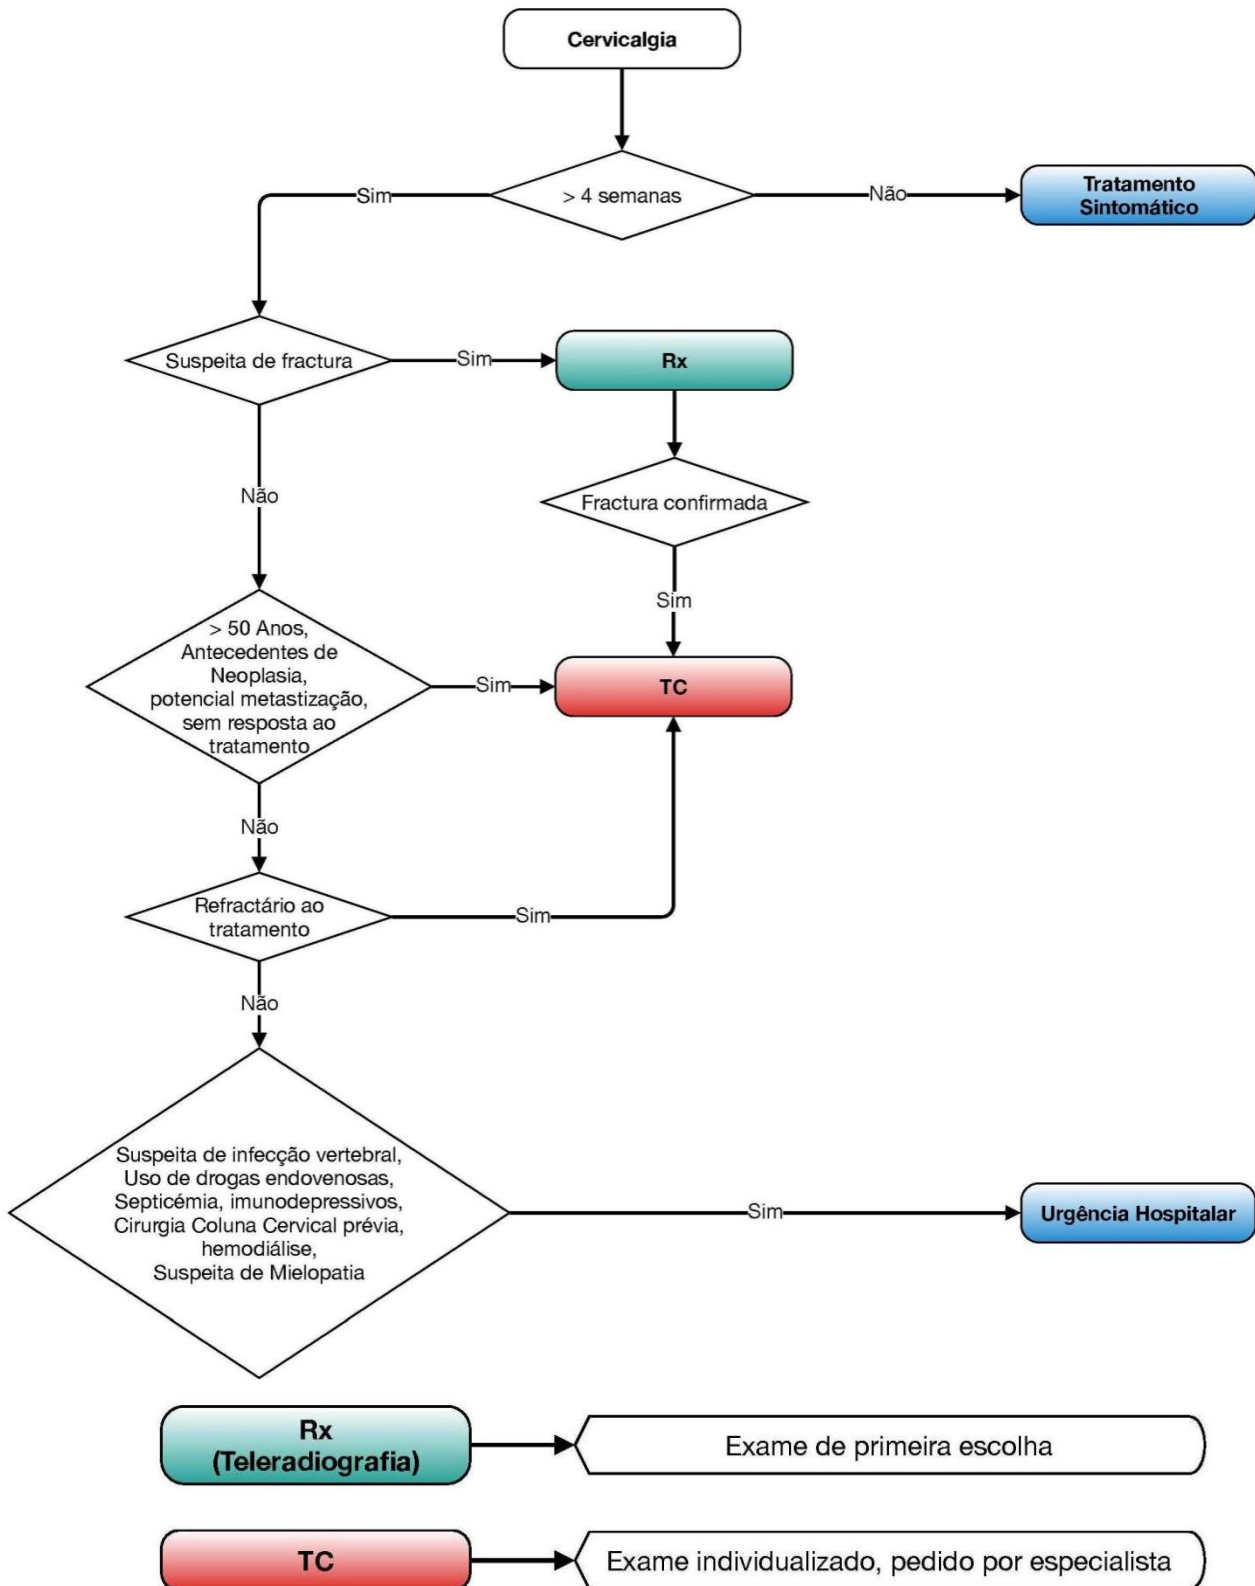 Cervicalgia
> 4 semanas
Sim
Não
Tratamento
Sintomático
Suspeita de fractura
Sim
Rx
Não
Fractura confirmada
Sim
> 50 Anos,
Antecedentes de
Neoplasia,
potencial metastização,
sem resposta ao
tratamento
Sim
TC
Não
Refractário ao
tratamento
Sim
Não
Suspeita de infecção vertebral,
Uso de drogas endovenosas,
Septicémia, imunodepressivos,
Cirurgia Coluna Cervical prévia,
hemodiálise,
Suspeita de Mielopatia
Sim
Urgência Hospitalar
Rx
(Teleradiografia)
Exame de primeira escolha
TC
Exame individualizado, pedido por especialista